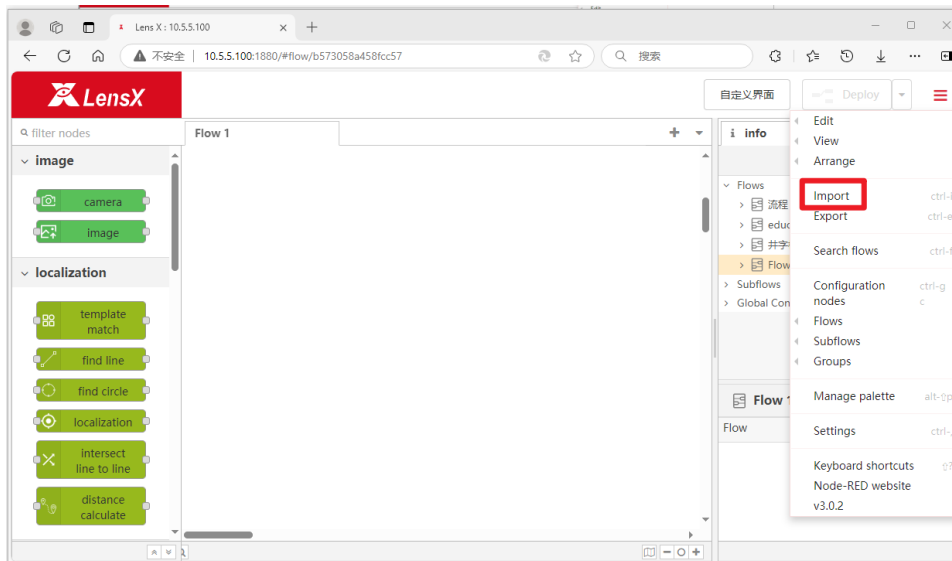 Lens X : 10.5.5.100
不安全
10.5.5.100:1880/#flow/b573058a458fcc57
搜索
LensX
自定义界面
Deploy
filter nodes
Flow 1
info
image
camera
image
localization
template
match
find line
find circle
localization
intersect
line to line
distance
calculate
Flows
流程
educ
井字
Flow
Subflows
Global Con
Flow 1
Flow
Edit
View
Arrange
Import
Export ctrl-e
Search flows
Configuration ctrl-g
nodes c
Flows
Subflows
Groups
Manage palette alt-⇧p
Settings
Keyboard shortcuts
Node-RED website
v3.0.2